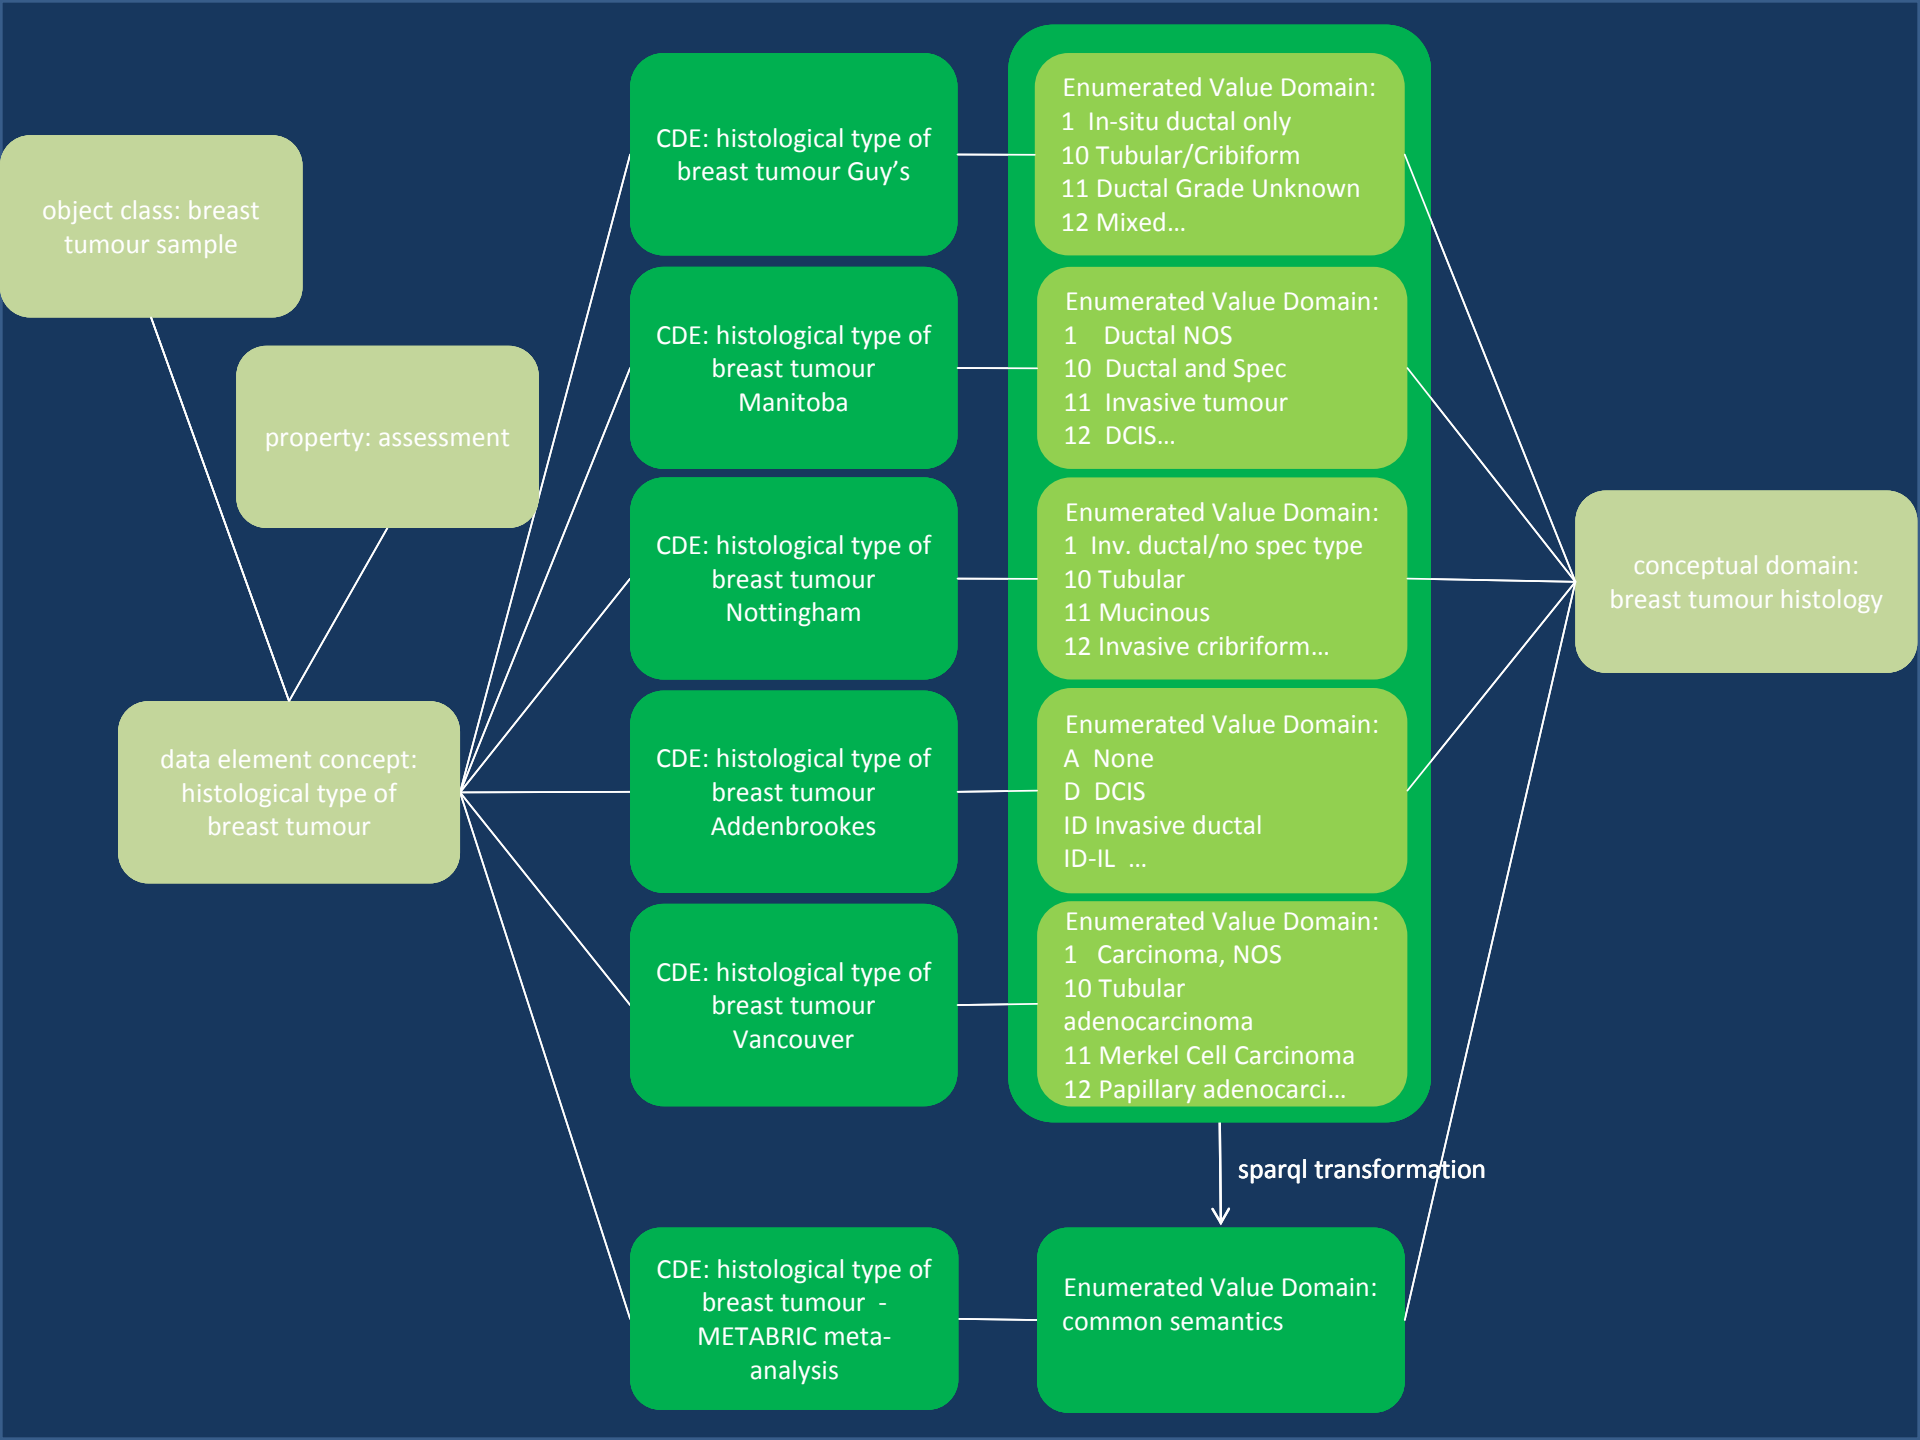 object class: breast
tumour sample
property: assessment
data element concept:
histological type of
breast tumour
CDE: histological type of
breast tumour Guy’s
CDE: histological type of
breast tumour
Manitoba
CDE: histological type of
breast tumour
Nottingham
CDE: histological type of
breast tumour
Addenbrookes
CDE: histological type of
breast tumour
Vancouver
CDE: histological type of
breast tumour -
METABRIC meta-
analysis
Enumerated Value Domain:
1 In-situ ductal only
10 Tubular/Cribiform
11 Ductal Grade Unknown
12 Mixed…
Enumerated Value Domain:
1 Ductal NOS
10 Ductal and Spec
11 Invasive tumour
12 DCIS…
Enumerated Value Domain:
1 Inv. ductal/no spec type
10 Tubular
11 Mucinous
12 Invasive cribriform…
Enumerated Value Domain:
A None
D DCIS
ID Invasive ductal
ID-IL …
Enumerated Value Domain:
1 Carcinoma, NOS
10 Tubular
adenocarcinoma
11 Merkel Cell Carcinoma
12 Papillary adenocarci…
sparql transformation
Enumerated Value Domain:
common semantics
conceptual domain:
breast tumour histology